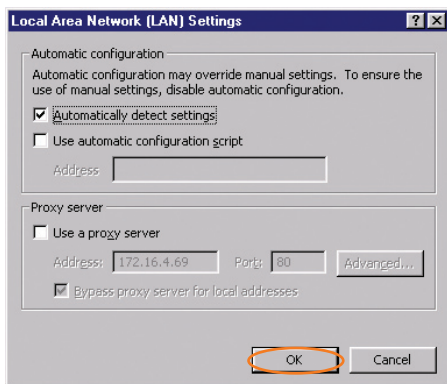 Local Area Network (LAN) Settings
Automatic configuration
Automatic configuration may override manual settings. To ensure the
use of manual settings, disable automatic configuration.
Automatically detect settings
Use automatic configuration script
Address
Proxy server
Use a proxy server
Address: 172.16.4.69 Port: 80 Advanced...
Bypass proxy server for local addresses
OK Cancel